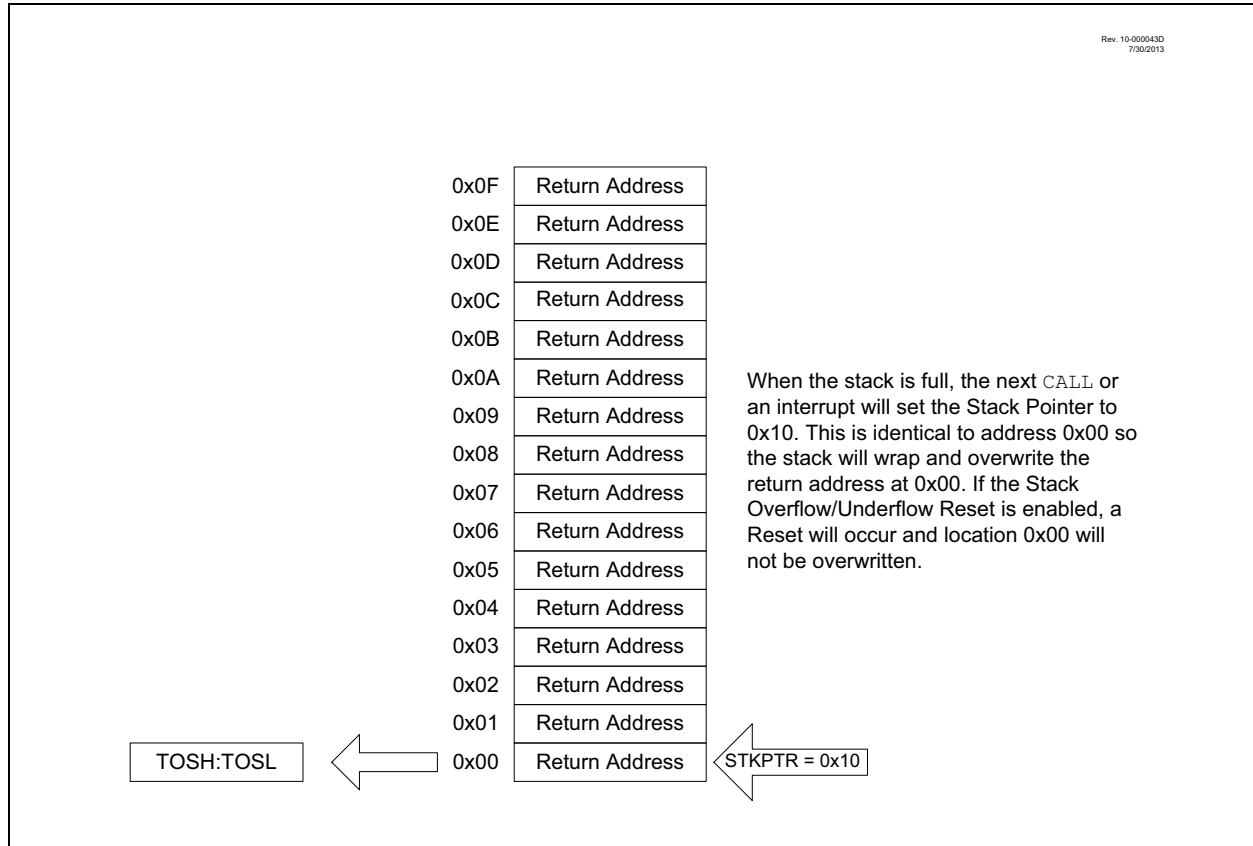 Rev. 10-000043D
7/30/2013
0x0F Return Address
0x0E Return Address
0x0D Return Address
0x0C Return Address
0x0B Return Address
0x0A Return Address
0x09 Return Address
0x08 Return Address
0x07 Return Address
0x06 Return Address
0x05 Return Address
0x04 Return Address
0x03 Return Address
0x02 Return Address
0x01 Return Address
TOSH:TOSL 0x00 Return Address STKPTR = 0x10
When the stack is full, the next CALL or
an interrupt will set the Stack Pointer to
0x10. This is identical to address 0x00 so
the stack will wrap and overwrite the
return address at 0x00. If the Stack
Overflow/Underflow Reset is enabled, a
Reset will occur and location 0x00 will
not be overwritten.